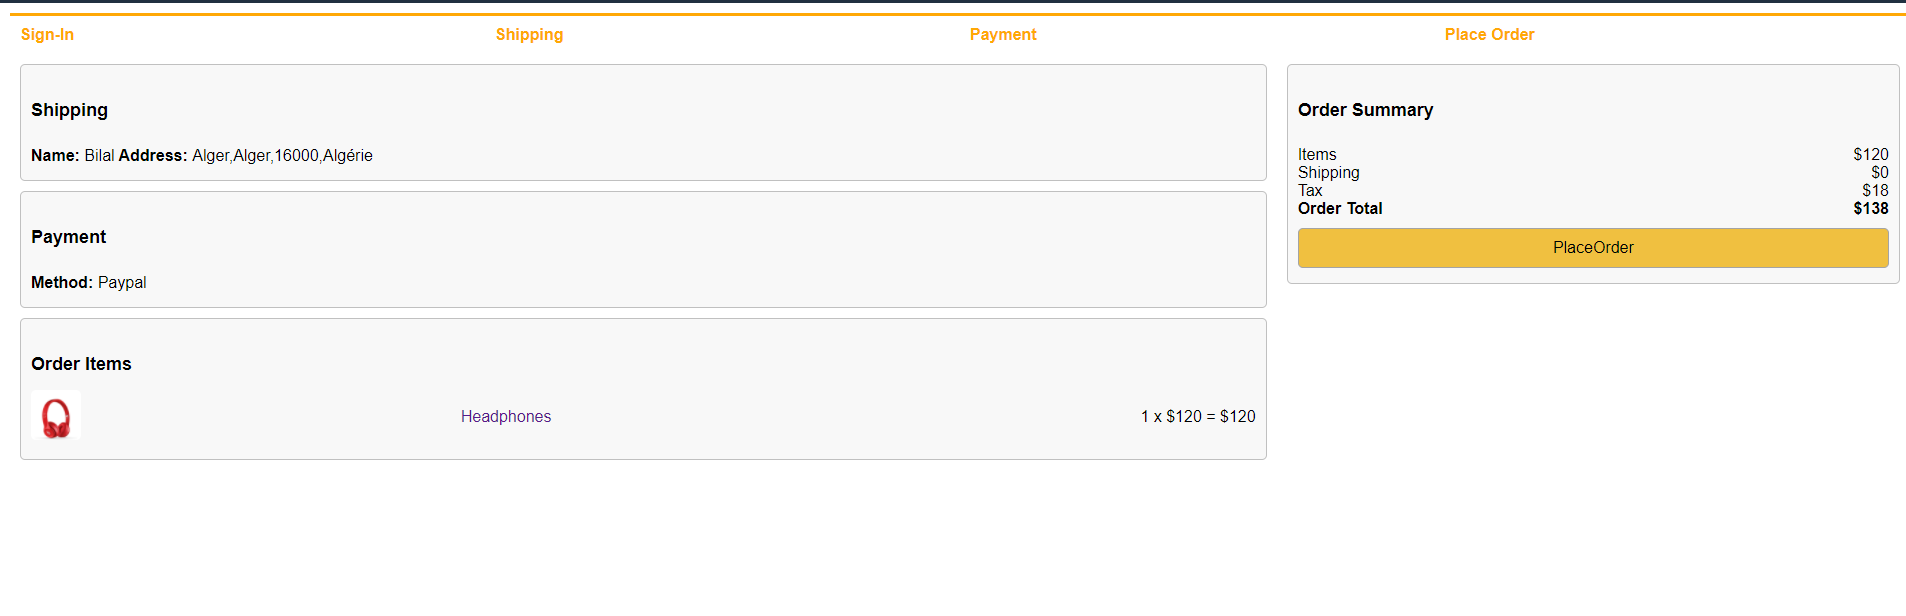 Sign-In Shipping Payment Place Order
Shipping
Name: Bilal Address: Alger,Alger,16000,Algérie
Payment
Method: Paypal
Order Items
Headphones 1 x $120 = $120
Order Summary
Items $120
Shipping $0
Tax $18
Order Total $138
PlaceOrder